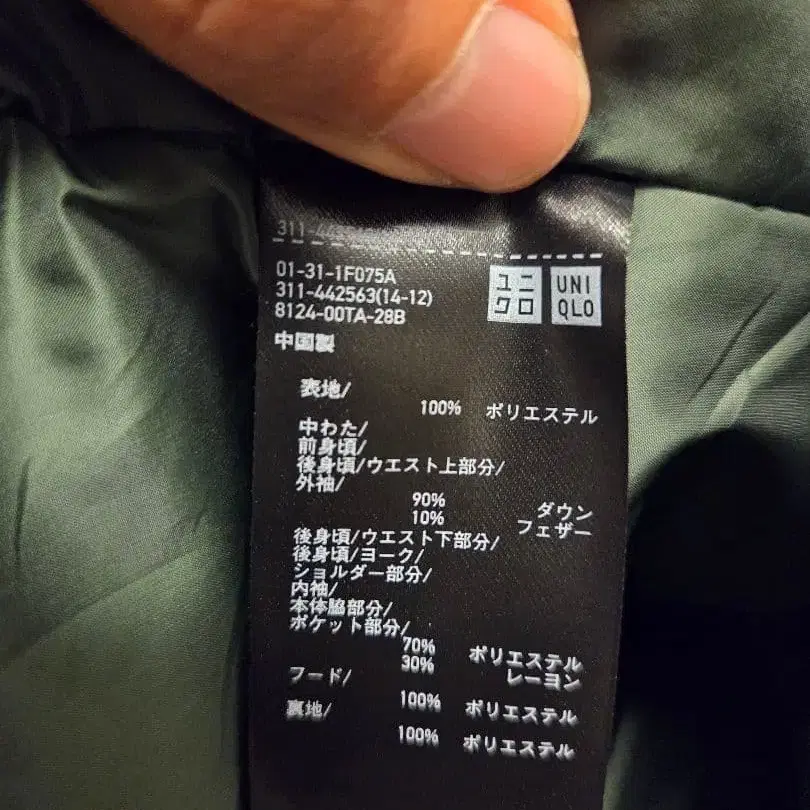 311-44
01-31-1F075A
311-442563(14-12)
8124-00TA-28B
ユニ
クロ
UNI
QLO
中国製
表地/
100% ポリエステル
中わた/
前身頃/
後身頃/ウエスト上部分/
外袖/
90% ダウン
10% フェザー
後身頃/ウエスト下部分/
後身頃/ヨーク/
ショルダー部分/
内袖/
本体脇部分/
ポケット部分/
70% ポリエステル
30% レーヨン
フード/
100% ポリエステル
裏地/
100% ポリエステル